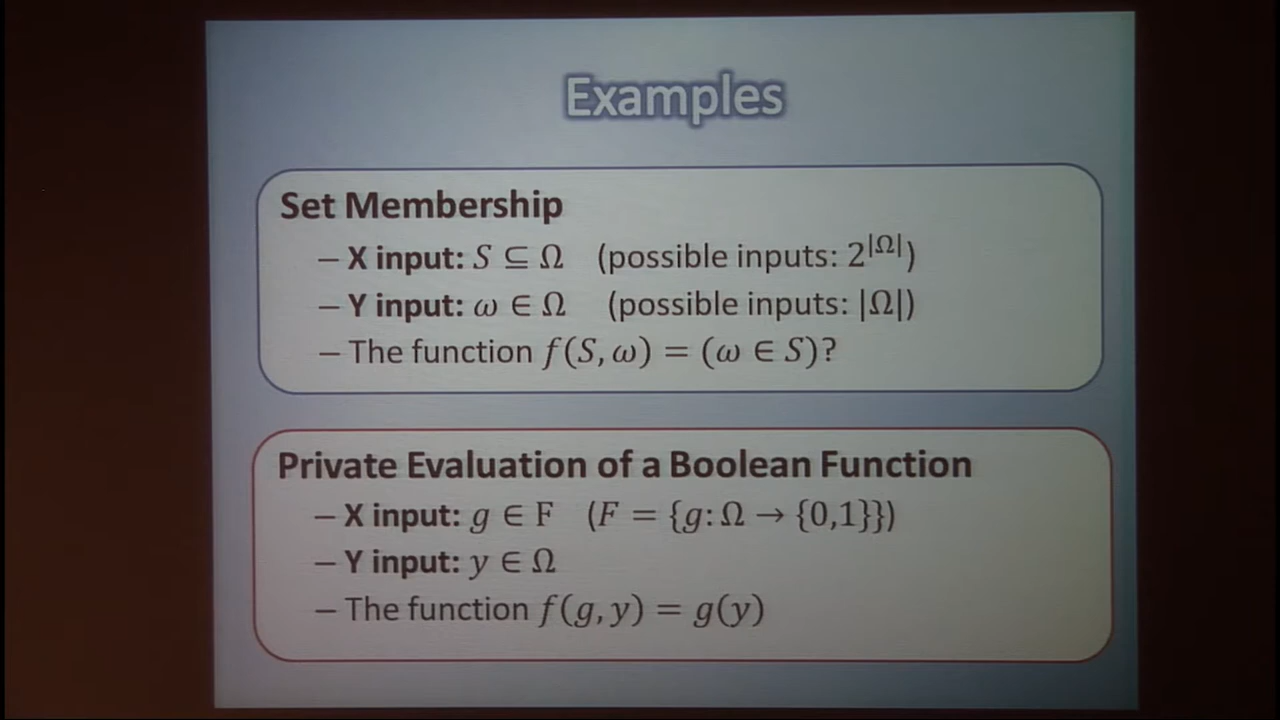 Examples
Set Membership
– X input: S ⊆ Ω (possible inputs: 2^|Ω|)
– Y input: ω ∈ Ω (possible inputs: |Ω|)
– The function f(S, ω) = (ω ∈ S)?
Private Evaluation of a Boolean Function
– X input: g ∈ F (F = {g: Ω → {0,1}})
– Y input: y ∈ Ω
– The function f(g, y) = g(y)